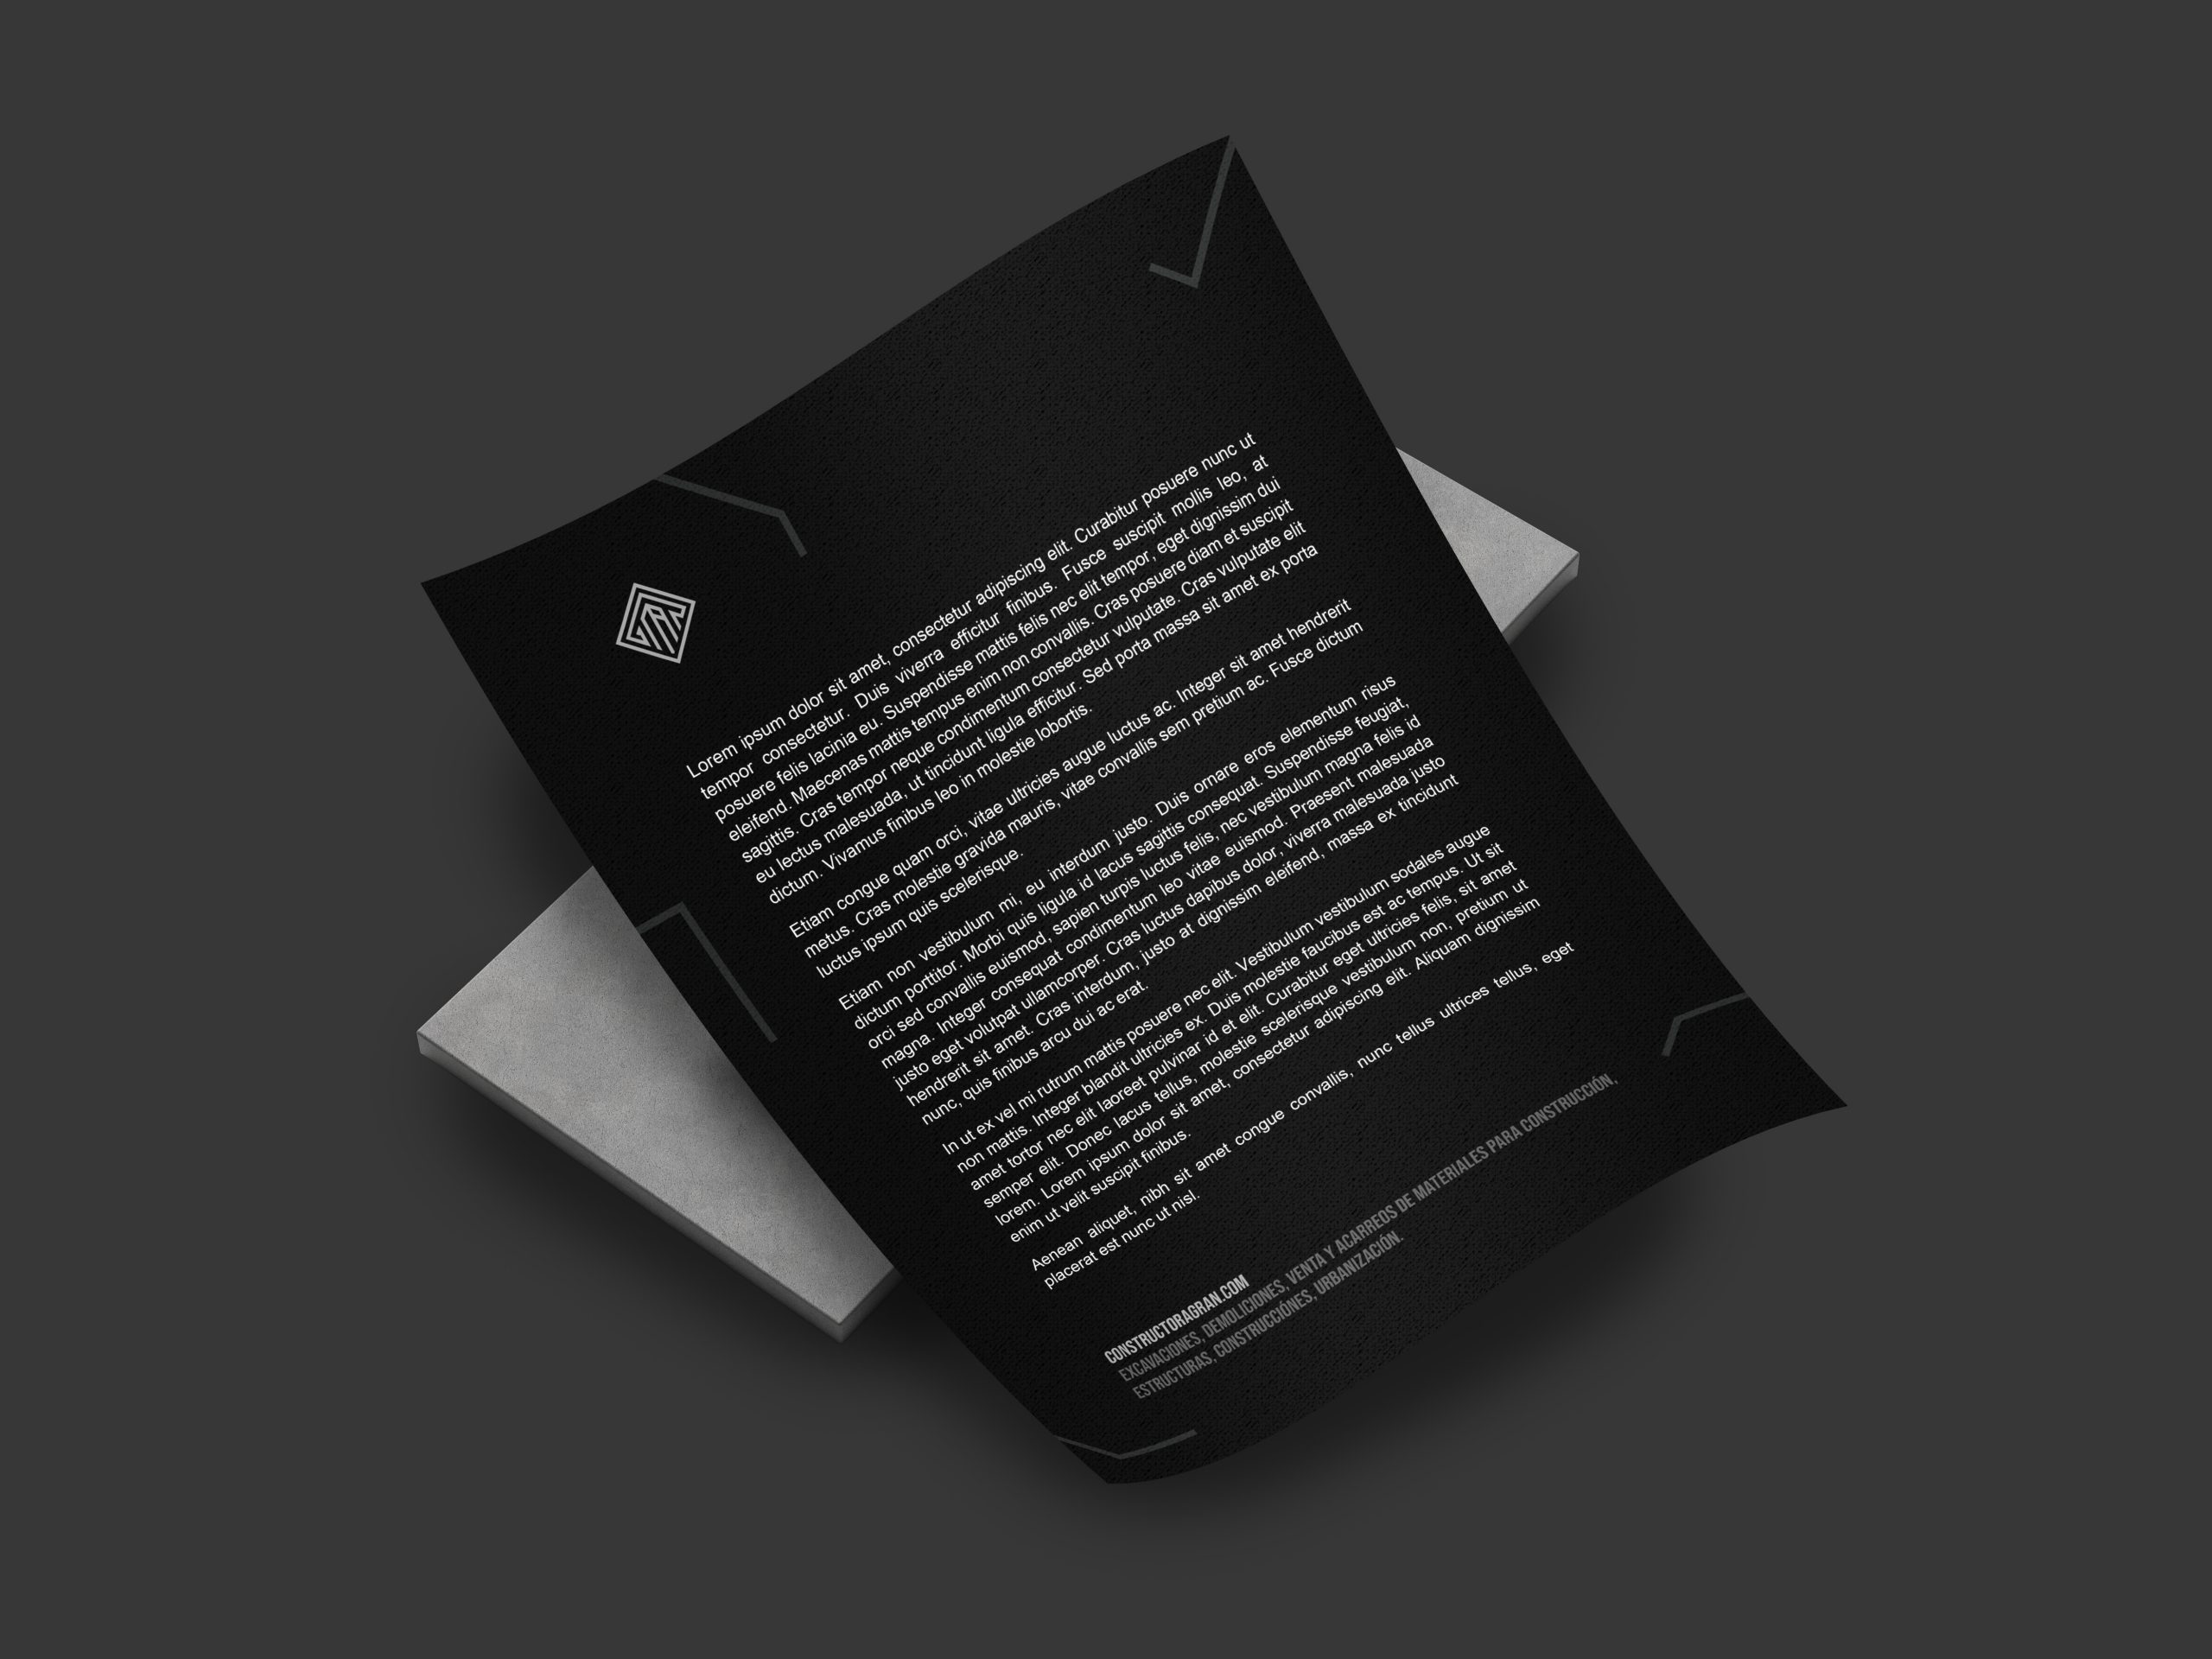 Lorem ipsum dolor sit amet, consectetur adipiscing elit. Curabitur posuere nunc ut
tempor consectetur. Duis viverra efficitur finibus. Fusce suscipit mollis leo, at
posuere felis lacinia eu. Suspendisse mattis felis nec elit tempor, eget dignissim dui
eleifend. Maecenas mattis tempus enim non convallis. Cras posuere diam et suscipit
sagittis. Cras tempor neque condimentum consectetur vulputate. Cras vulputate elit
eu lectus malesuada, ut tincidunt ligula efficitur. Sed porta massa sit amet ex porta
dictum. Vivamus finibus leo in molestie lobortis.
Etiam congue quam orci, vitae ultricies augue luctus ac. Integer sit amet hendrerit
metus. Cras molestie gravida mauris, vitae convallis sem pretium ac. Fusce dictum
luctus ipsum quis scelerisque.
Etiam non vestibulum mi, eu interdum justo. Duis ornare eros elementum risus
dictum porttitor. Morbi quis ligula id lacus sagittis consequat. Suspendisse feugiat,
orci sed convallis euismod, sapien turpis luctus felis, nec vestibulum magna felis id
magna. Integer consequat condimentum leo vitae euismod. Praesent malesuada
justo eget volutpat ullamcorper. Cras luctus dapibus dolor, viverra malesuada justo
hendrerit sit amet. Cras interdum, justo at dignissim eleifend, massa ex tincidunt
nunc, quis finibus arcu dui ac erat.
In ut ex vel mi rutrum mattis posuere nec elit. Vestibulum vestibulum sodales augue
non mattis. Integer blandit ultricies ex. Duis molestie faucibus est ac tempus. Ut sit
amet tortor nec elit laoreet pulvinar id et elit. Curabitur eget ultricies felis, sit amet
semper elit. Donec lacus tellus, molestie scelerisque vestibulum non, pretium ut
lorem. Lorem ipsum dolor sit amet, consectetur adipiscing elit. Aliquam dignissim
enim ut velit suscipit finibus.
Aenean aliquet, nibh sit amet congue convallis, nunc tellus ultrices tellus, eget
placerat est nunc ut nisl.
CONSTRUCTORAGRAN.COM
EXCAVACIONES, DEMOLICIONES, VENTA Y ACARREOS DE MATERIALES PARA CONSTRUCCIÓN,
ESTRUCTURAS, CONSTRUCCIÓNES, URBANIZACIÓN.